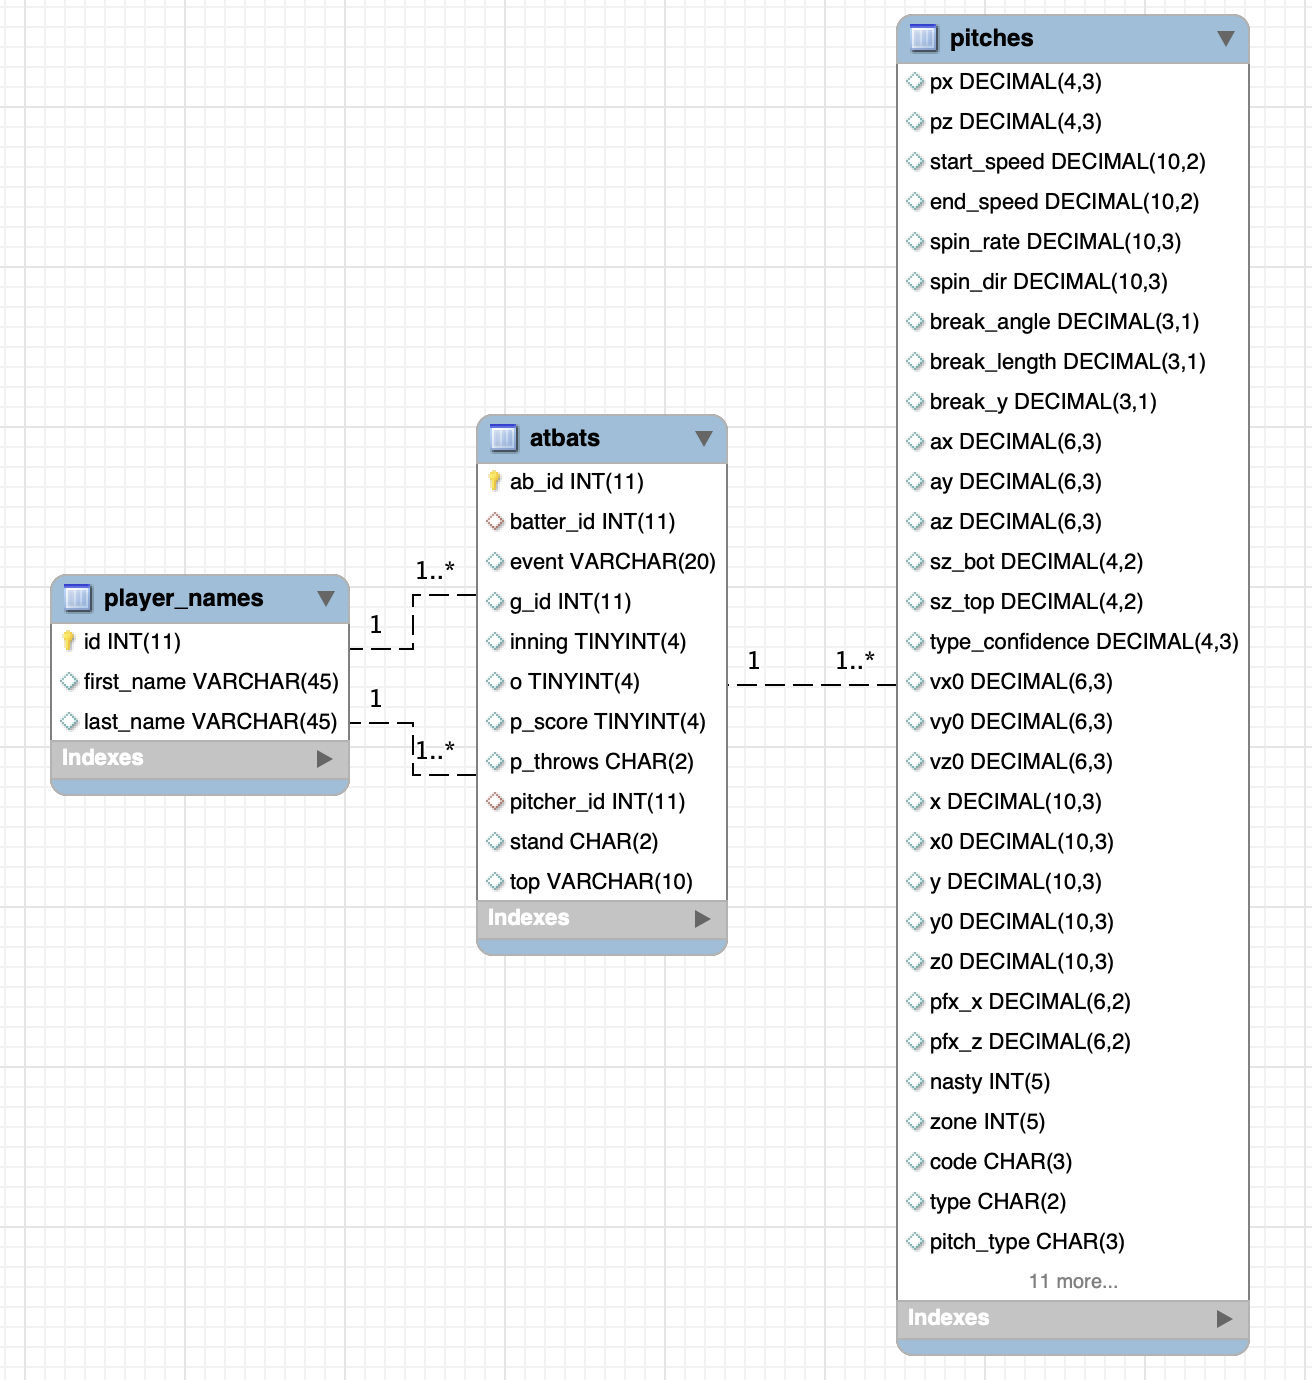 player_names
id INT(11)
first_name VARCHAR(45)
last_name VARCHAR(45)
Indexes
1
1..*
1
1..*
atbats
ab_id INT(11)
batter_id INT(11)
event VARCHAR(20)
g_id INT(11)
inning TINYINT(4)
o TINYINT(4)
p_score TINYINT(4)
p_throws CHAR(2)
pitcher_id INT(11)
stand CHAR(2)
top VARCHAR(10)
Indexes
1
1..*
pitches
px DECIMAL(4,3)
pz DECIMAL(4,3)
start_speed DECIMAL(10,2)
end_speed DECIMAL(10,2)
spin_rate DECIMAL(10,3)
spin_dir DECIMAL(10,3)
break_angle DECIMAL(3,1)
break_length DECIMAL(3,1)
break_y DECIMAL(3,1)
ax DECIMAL(6,3)
ay DECIMAL(6,3)
az DECIMAL(6,3)
sz_bot DECIMAL(4,2)
sz_top DECIMAL(4,2)
type_confidence DECIMAL(4,3)
vx0 DECIMAL(6,3)
vy0 DECIMAL(6,3)
vz0 DECIMAL(6,3)
x DECIMAL(10,3)
x0 DECIMAL(10,3)
y DECIMAL(10,3)
y0 DECIMAL(10,3)
z0 DECIMAL(10,3)
pfx_x DECIMAL(6,2)
pfx_z DECIMAL(6,2)
nasty INT(5)
zone INT(5)
code CHAR(3)
type CHAR(2)
pitch_type CHAR(3)
11 more...
Indexes